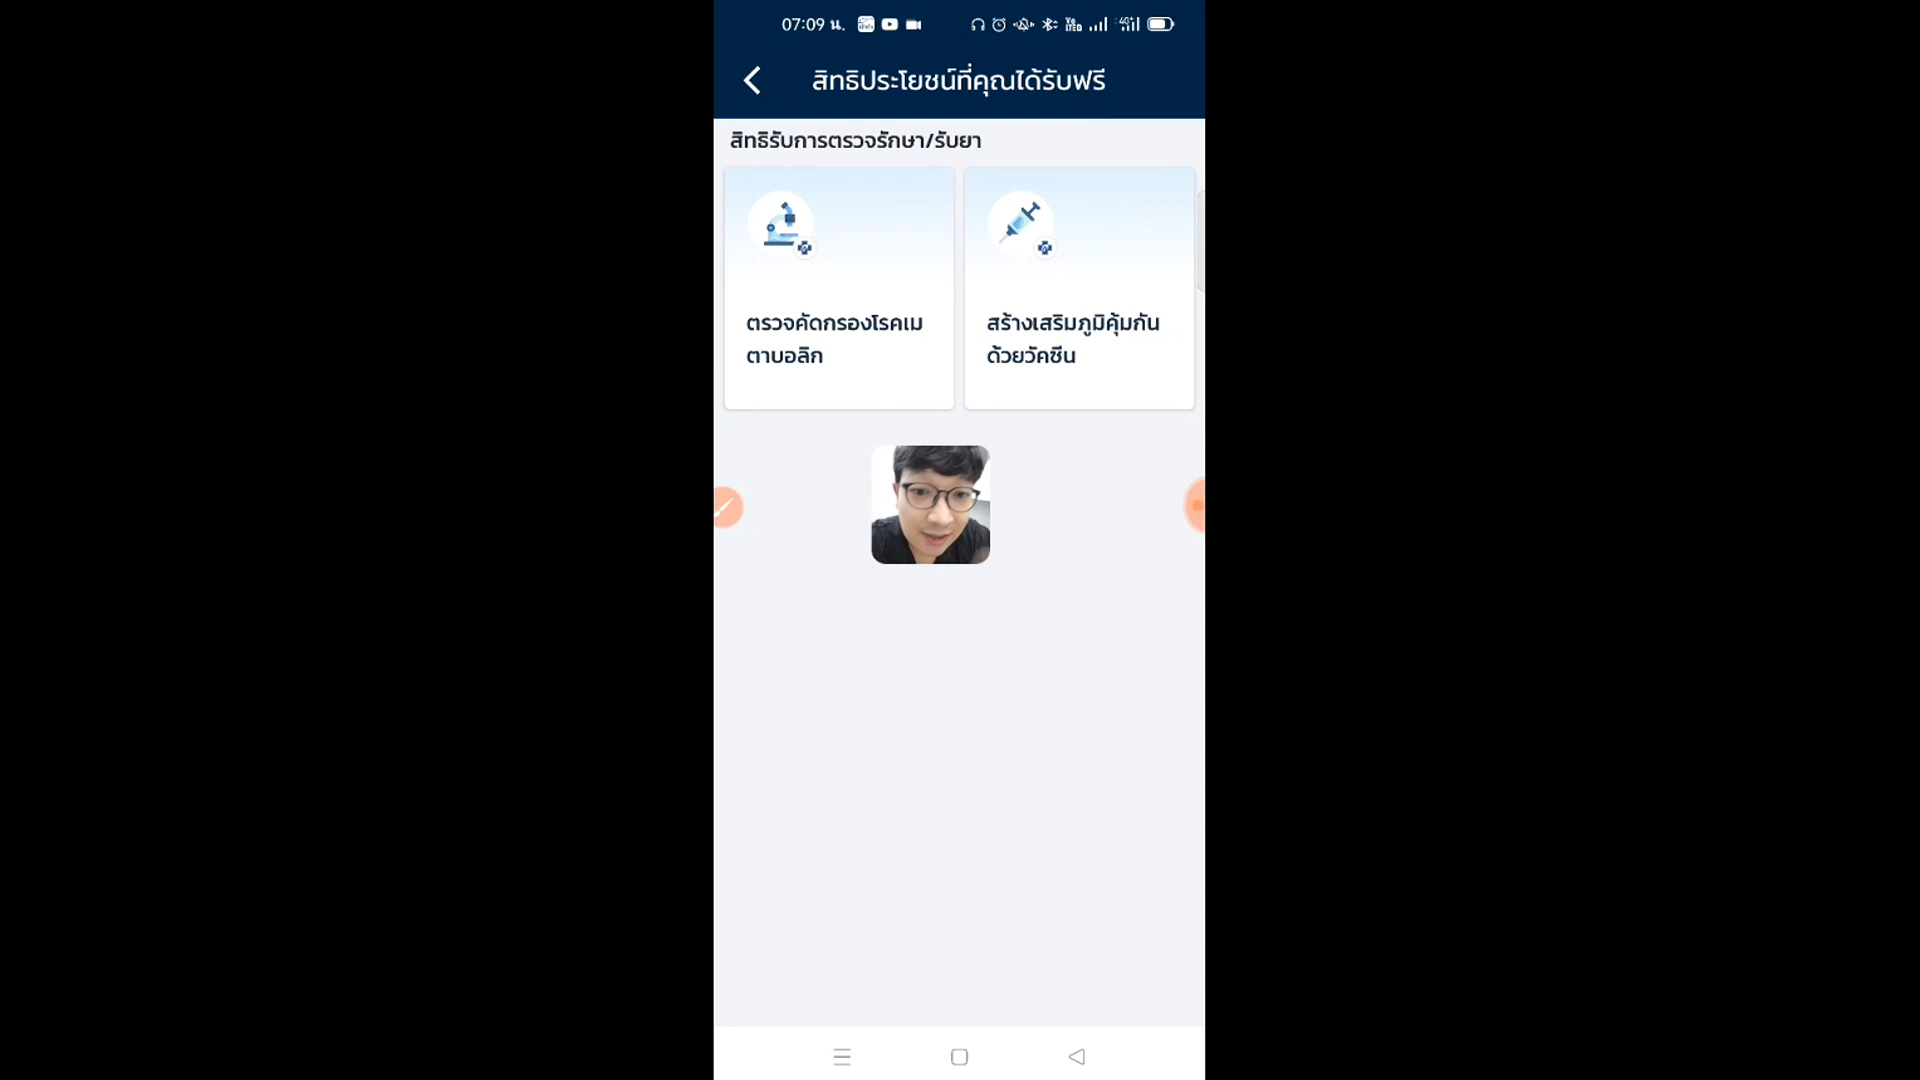 07:09 น.
สิทธิประโยชน์ที่คุณได้รับฟรี
สิทธิรับการตรวจรักษา/รับยา
ตรวจคัดกรองโรคเม
ตาบอลิก
สร้างเสริมภูมิคุ้มกัน
ด้วยวัคซีน